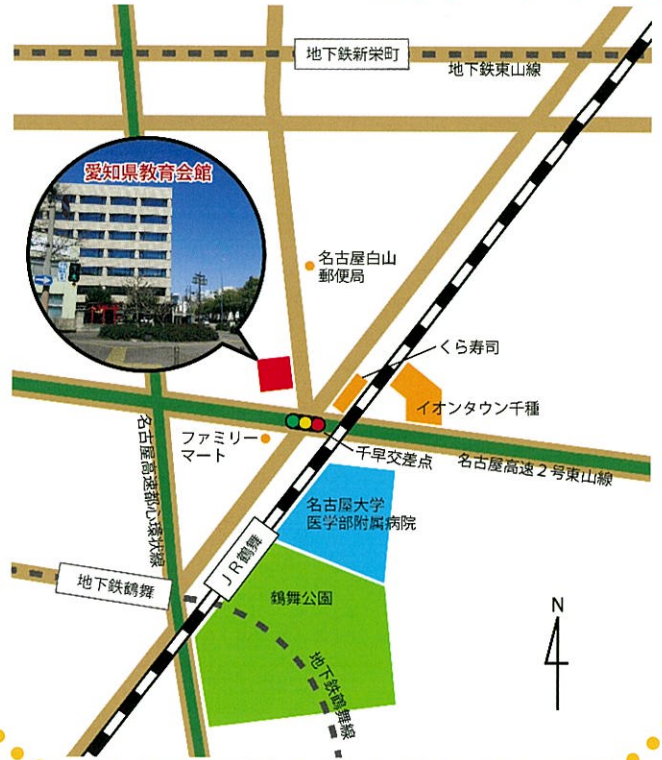 地下鉄新栄町
地下鉄東山線
愛知県教育会館
名古屋白山
郵便局
くら寿司
イオンタウン千種
ファミリー
マート
千早交差点
名古屋高速2号東山線
名古屋高速都心環状線
名古屋大学
医学部附属病院
JR鶴舞
地下鉄鶴舞
鶴舞公園
地下鉄鶴舞線
N